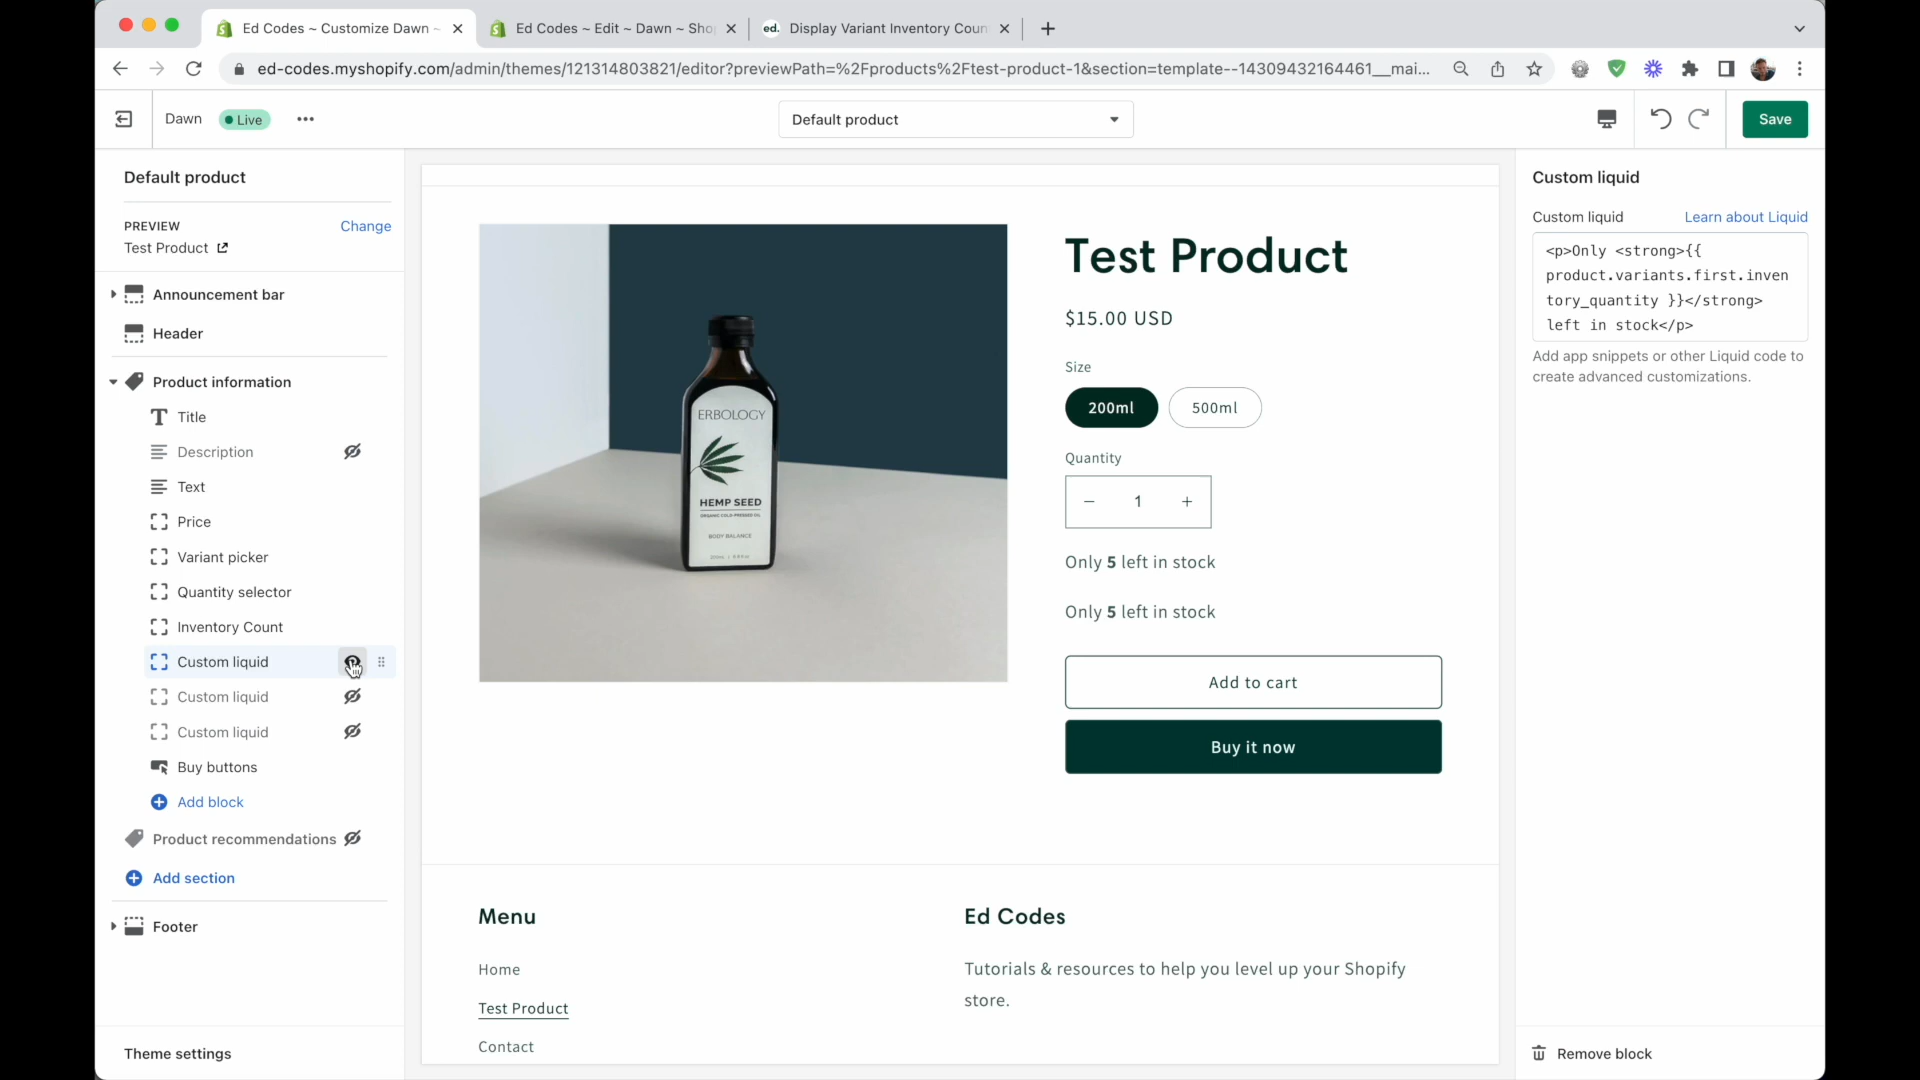 Ed Codes ~ Customize Dawn ~
Ed Codes ~ Edit ~ Dawn ~ Sho
ed.
Display Variant Inventory Coun
ed-codes.myshopify.com/admin/themes/121314803821/editor?previewPath=%2Fproducts%2Ftest-product-1&section=template--14309432164461__mai...
Dawn
Live
Default product
Save
Default product
PREVIEW
Change
Test Product
Announcement bar
Header
Product information
Title
Description
Text
Price
Variant picker
Quantity selector
Inventory Count
Custom liquid
Custom liquid
Custom liquid
Buy buttons
Add block
Product recommendations
Add section
Footer
Theme settings
ERBOLOGY
HEMP SEED
ORGANIC COLD-PRESSED OIL
BODY BALANCE
Test Product
$15.00 USD
Size
200ml
500ml
Quantity
− 1 +
Only 5 left in stock
Only 5 left in stock
Add to cart
Buy it now
Menu
Home
Test Product
Contact
Ed Codes
Tutorials & resources to help you level up your Shopify
store.
Custom liquid
Custom liquid
Learn about Liquid
<p>Only <strong>{{
product.variants.first.inven
tory_quantity }}</strong>
left in stock</p>
Add app snippets or other Liquid code to
create advanced customizations.
Remove block